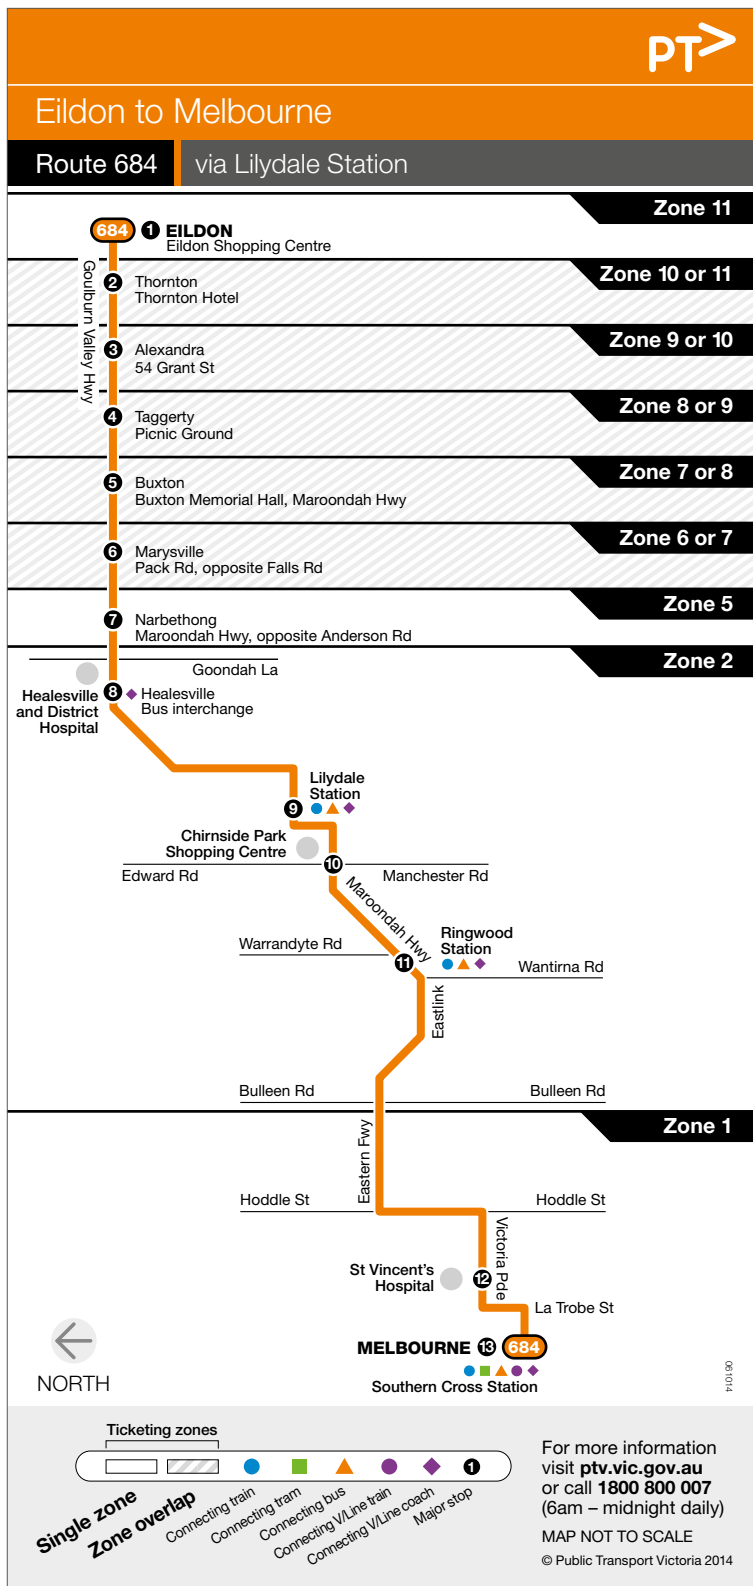 PT>
Eildon to Melbourne
Route 684
via Lilydale Station
Zone 11
684
1
EILDON
Eildon Shopping Centre
Goulburn Valley Hwy
Zone 10 or 11
2
Thornton
Thornton Hotel
Zone 9 or 10
3
Alexandra
54 Grant St
Zone 8 or 9
4
Taggerty
Picnic Ground
Zone 7 or 8
5
Buxton
Buxton Memorial Hall, Maroondah Hwy
Zone 6 or 7
6
Marysville
Pack Rd, opposite Falls Rd
Zone 5
7
Narbethong
Maroondah Hwy, opposite Anderson Rd
Zone 2
Goondah La
Healesville
and District
Hospital
8
Healesville
Bus interchange
Lilydale
Station
9
Chirnside Park
Shopping Centre
10
Edward Rd
Manchester Rd
Maroondah Hwy
Ringwood
Station
Warrandyte Rd
11
Wantirna Rd
Eastlink
Bulleen Rd
Bulleen Rd
Zone 1
Eastern Fwy
Hoddle St
Hoddle St
Victoria Pde
St Vincent's
Hospital
12
La Trobe St
MELBOURNE
13
684
Southern Cross Station
NORTH
061014
Ticketing zones
Single zone
Zone overlap
Connecting train
Connecting tram
Connecting bus
Connecting V/Line train
Connecting V/Line coach
1
Major stop
For more information
visit ptv.vic.gov.au
or call 1800 800 007
(6am – midnight daily)
MAP NOT TO SCALE
© Public Transport Victoria 2014